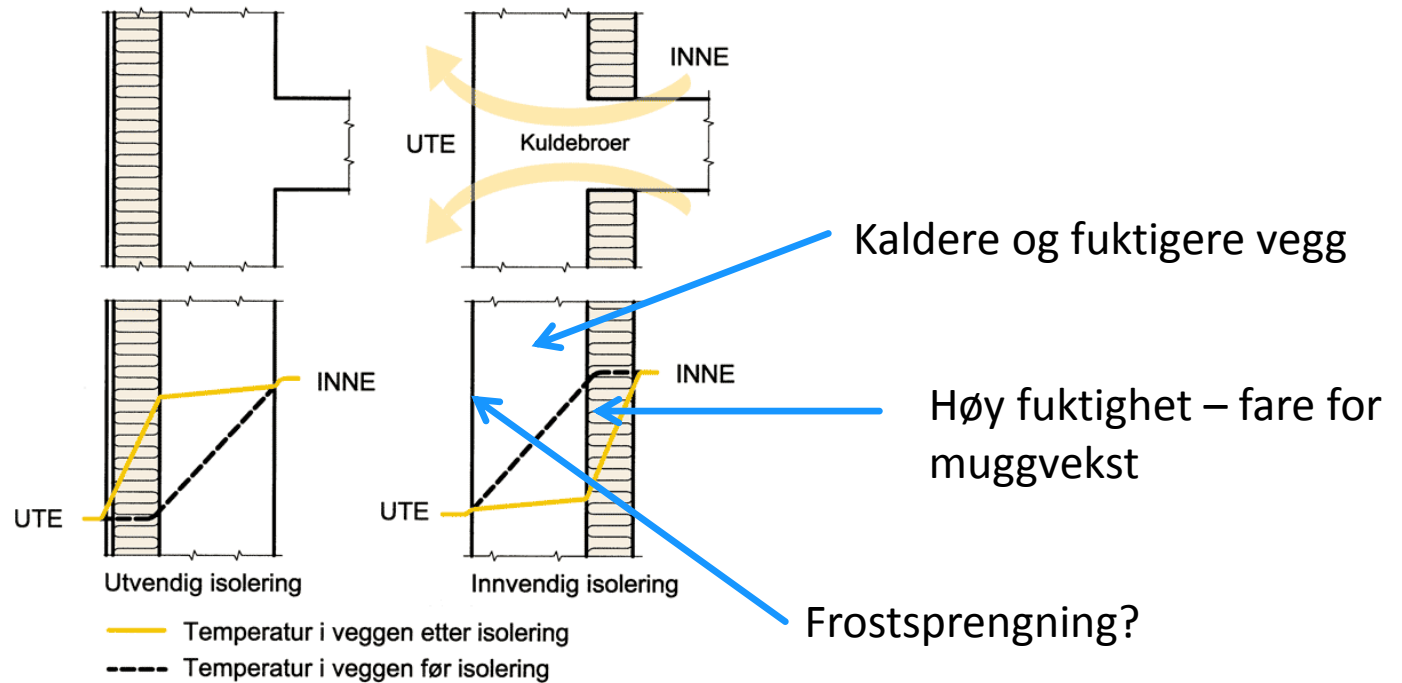 INNE
UTE
Kuldebroer
Kaldere og fuktigere vegg
INNE
UTE
INNE
UTE
Høy fuktighet – fare for
muggvekst
Utvendig isolering
Innvendig isolering
Frostsprengning?
Temperatur i veggen etter isolering
Temperatur i veggen før isolering